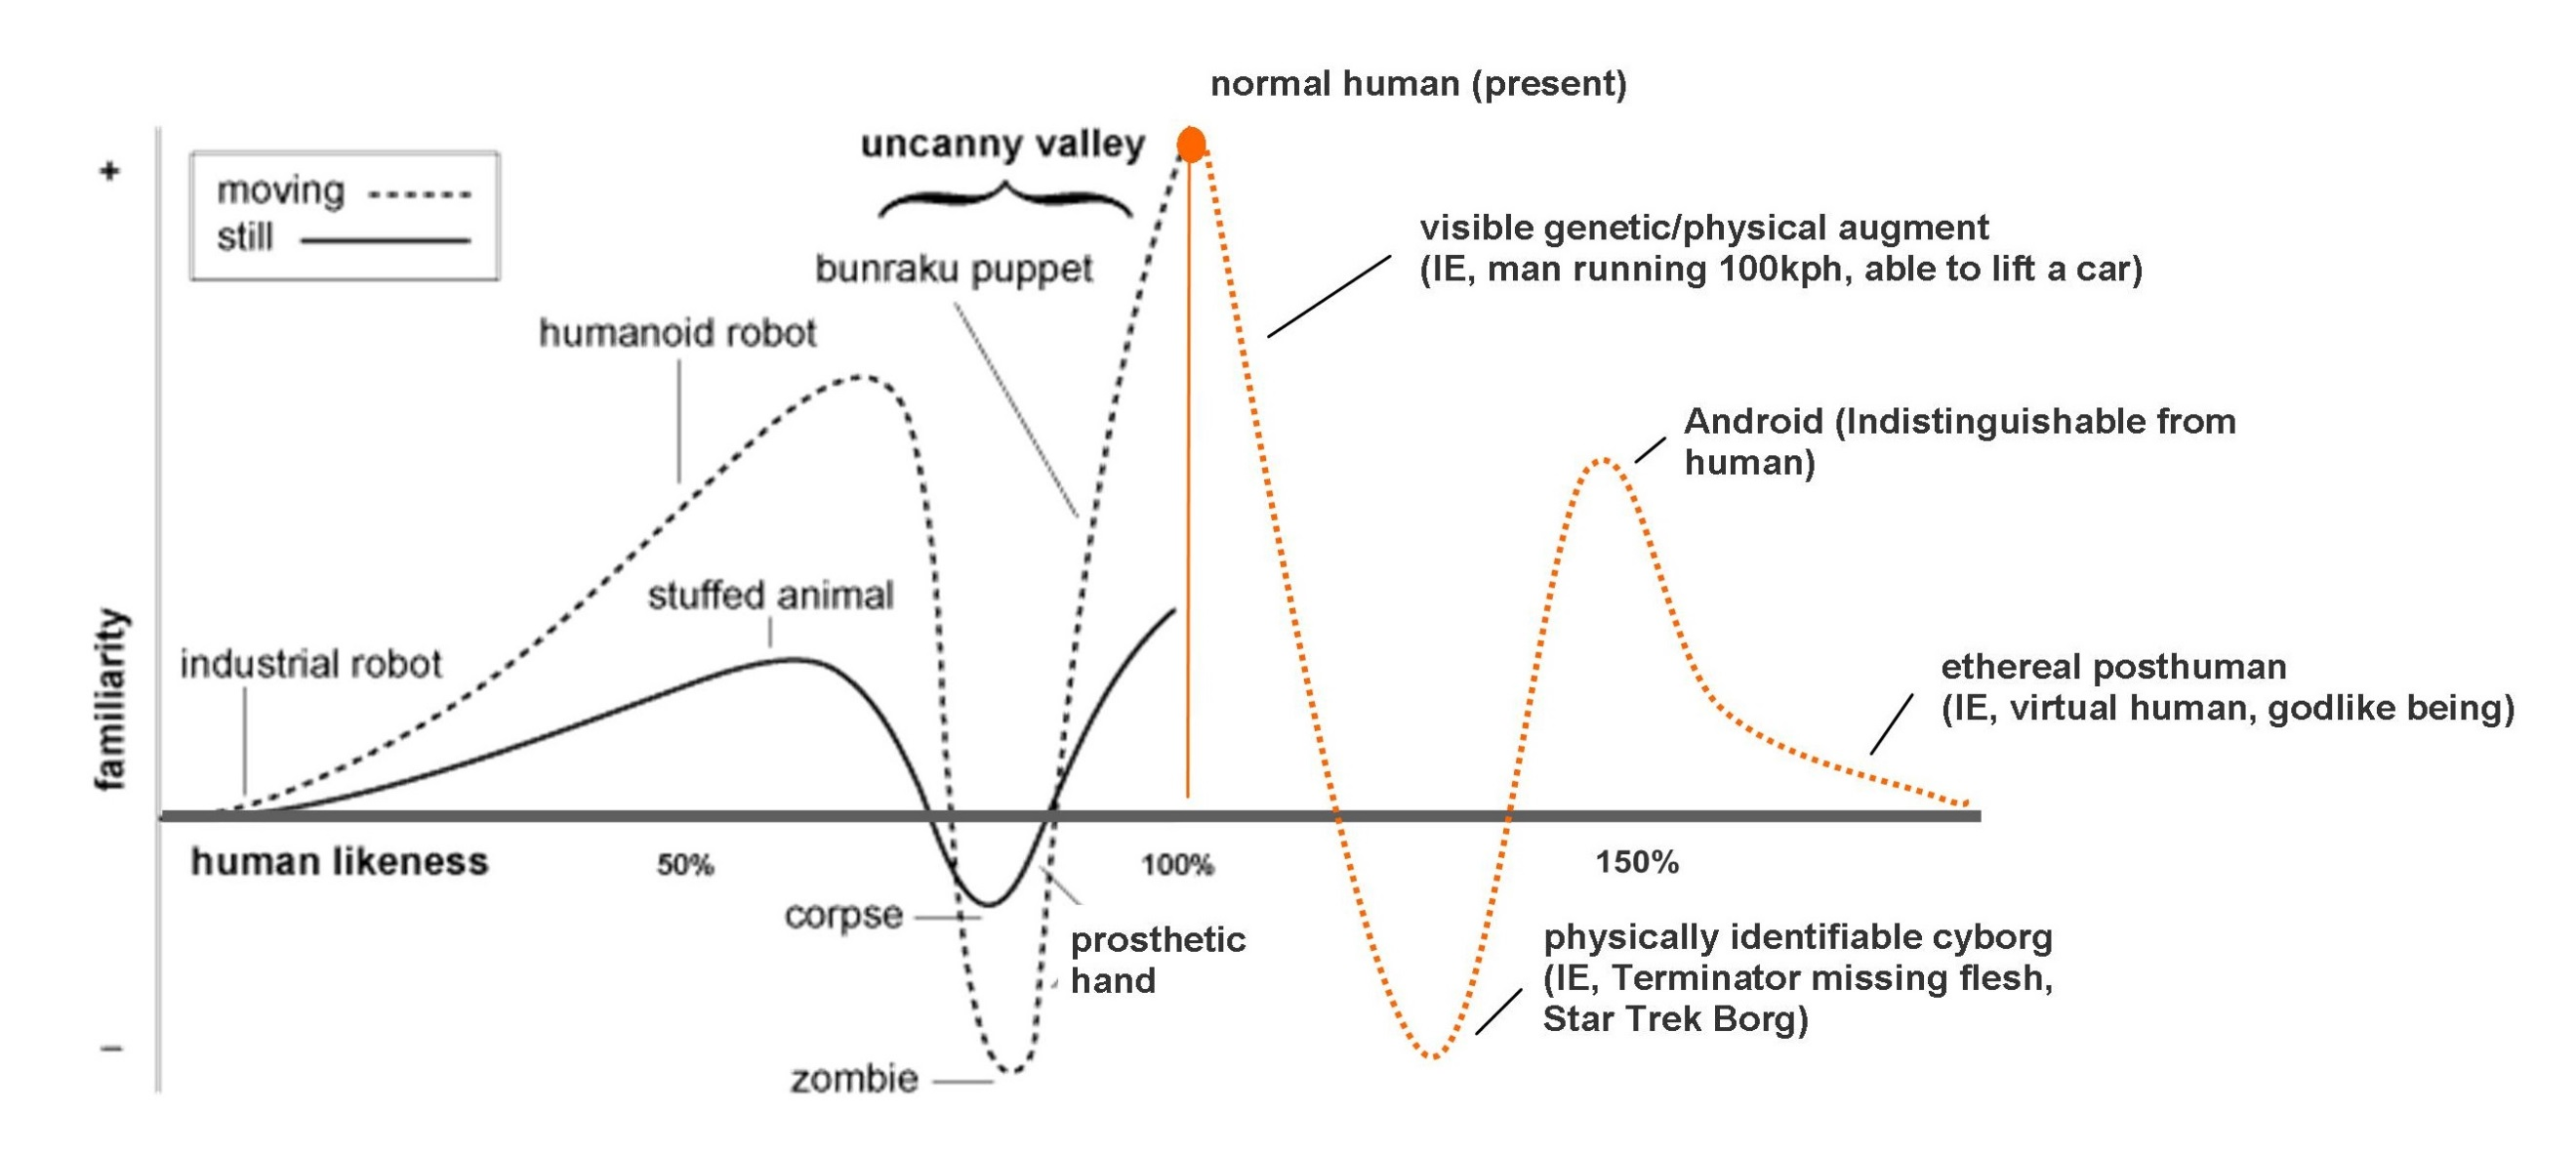 normal human (present)
+
uncanny valley
moving
still
visible genetic/physical augment
(IE, man running 100kph, able to lift a car)
bunraku puppet
humanoid robot
Android (Indistinguishable from
human)
stuffed animal
industrial robot
familiarity
ethereal posthuman
(IE, virtual human, godlike being)
human likeness
50%
100%
150%
corpse
prosthetic
hand
physically identifiable cyborg
(IE, Terminator missing flesh,
Star Trek Borg)
–
zombie